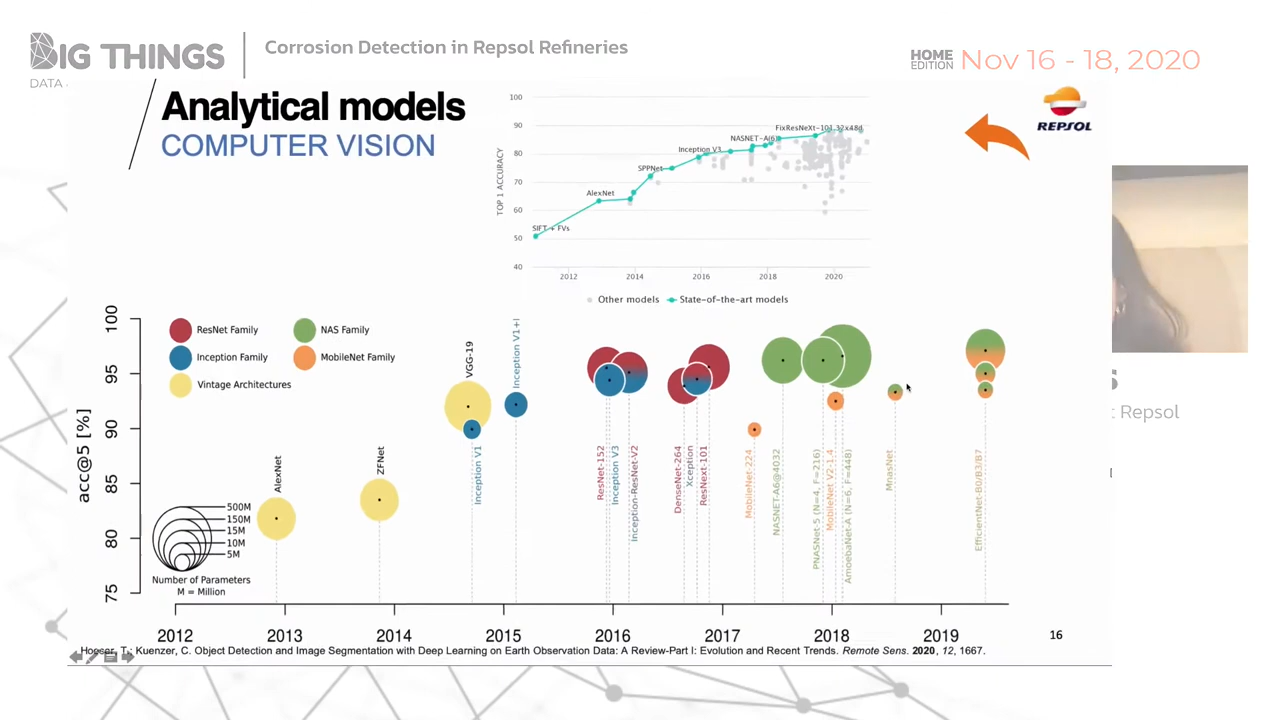 BIG THINGS
Corrosion Detection in Repsol Refineries
HOME
EDITION
Nov 16 - 18, 2020
DATA
Analytical models
COMPUTER VISION
REPSOL
TOP 1 ACCURACY
100
90
80
70
60
50
40
SIFT + FVs
AlexNet
SPPNet
Inception V3
NASNET-A(6)
FixResNeXt-101 32x48d
2012
2014
2016
2018
2020
Other models
State-of-the-art models
acc@5 [%]
100
95
90
85
80
75
ResNet Family
NAS Family
Inception Family
MobileNet Family
Vintage Architectures
500M
150M
15M
10M
5M
Number of Parameters
M = Million
AlexNet
ZFNet
VGG-19
Inception V1
Inception V1+I
ResNet-152
Inception V3
Inception-ResNet-V2
DenseNet-264
Xception
ResNext-101
MobileNet-224
NASNET-A6@4032
PNASNet-5 (N=4, F=216)
MobileNet V2-1.4
AmoebaNet-A (N=6, F=448)
MnasNet
EfficientNet-B0/B3/B7
2012
2013
2014
2015
2016
2017
2018
2019
16
Hoeser, T.; Kuenzer, C. Object Detection and Image Segmentation with Deep Learning on Earth Observation Data: A Review-Part I: Evolution and Recent Trends. Remote Sens. 2020, 12, 1667.
Repsol